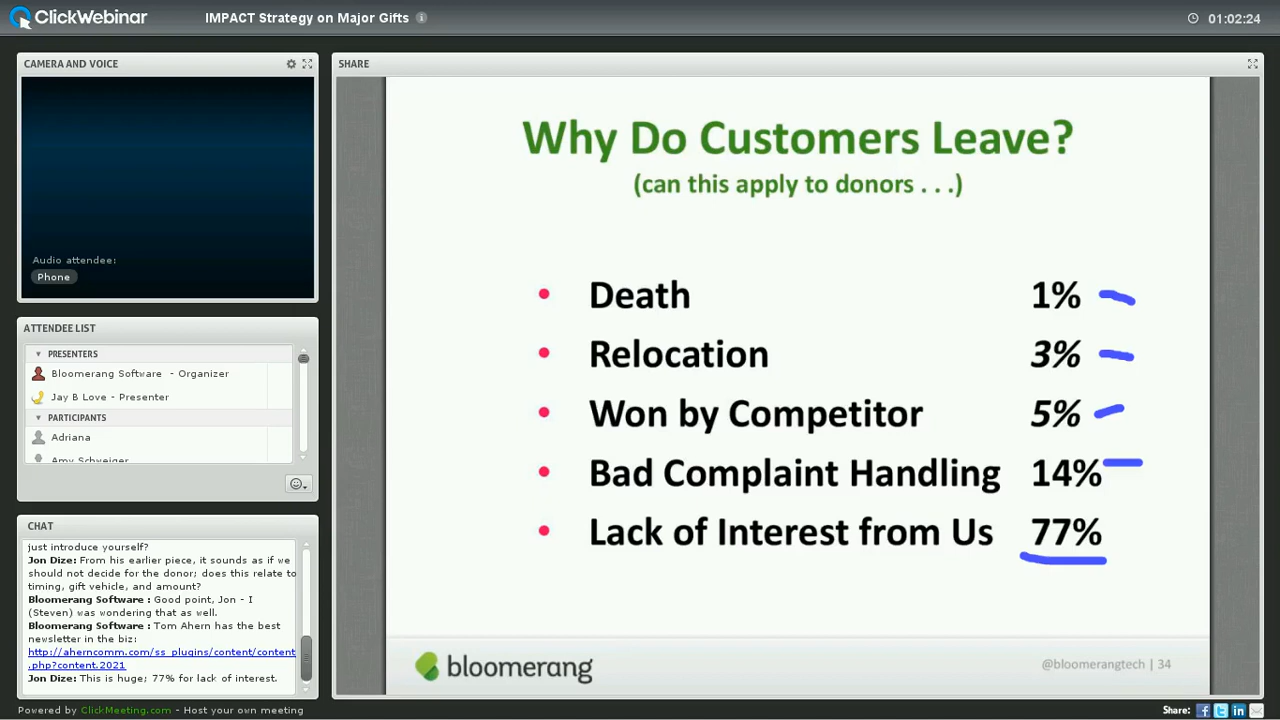 ClickWebinar
IMPACT Strategy on Major Gifts
01:02:24
CAMERA AND VOICE
Audio attendee:
Phone
ATTENDEE LIST
PRESENTERS
Bloomerang Software - Organizer
Jay B Love - Presenter
PARTICIPANTS
Adriana
Amy Schweiger
CHAT
just introduce yourself?
Jon Dize: From his earlier piece, it sounds as if we
should not decide for the donor; does this relate to
timing, gift vehicle, and amount?
Bloomerang Software : Good point, Jon - I
(Steven) was wondering that as well.
Bloomerang Software : Tom Ahern has the best
newsletter in the biz:
http://aherncomm.com/ss_plugins/content/content
.php?content.2021
Jon Dize: This is huge; 77% for lack of interest.
SHARE
Why Do Customers Leave?
(can this apply to donors . . .)
• Death 1%
• Relocation 3%
• Won by Competitor 5%
• Bad Complaint Handling 14%
• Lack of Interest from Us 77%
bloomerang
@bloomerangtech | 34
Powered by ClickMeeting.com - Host your own meeting
Share: